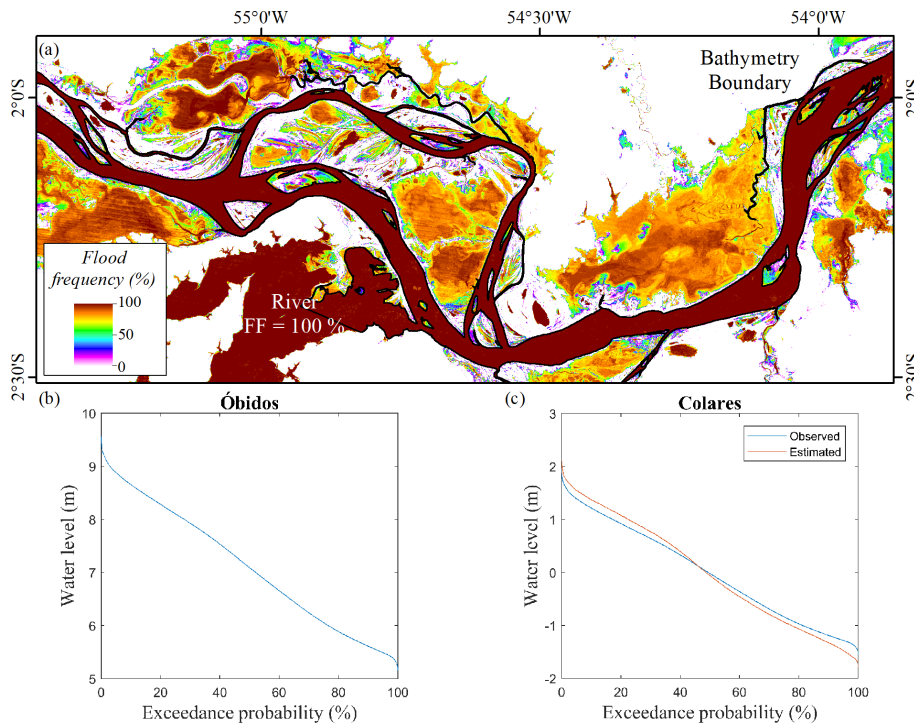 55°0'W 54°30'W 54°0'W
(a)
Bathymetry
Boundary
2°0'S
2°0'S
Flood
frequency (%)
100
50
0
River
FF = 100 %
2°30'S
2°30'S
(b) Óbidos
10
9
8
7
6
5
Water level (m)
0 20 40 60 80 100
Exceedance probability (%)
(c) Colares
Observed
Estimated
3
2
1
0
-1
-2
Water level (m)
0 20 40 60 80 100
Exceedance probability (%)